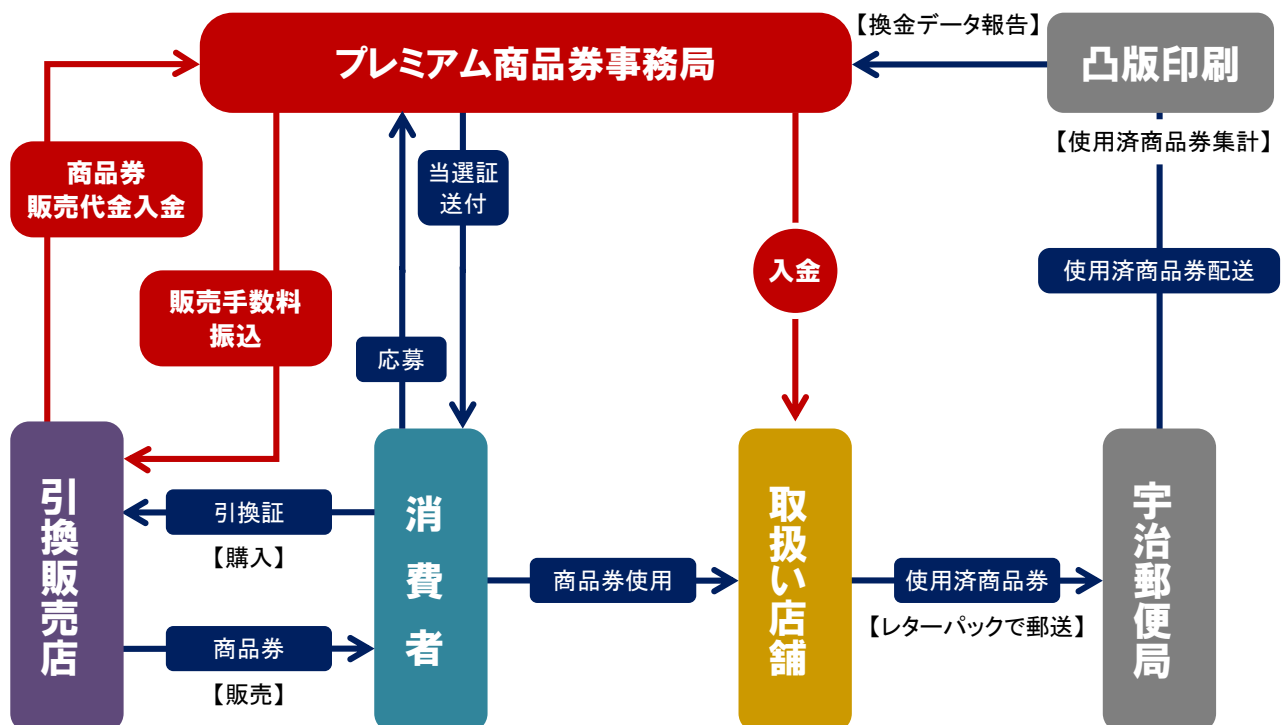 【換金データ報告】
プレミアム商品券事務局
凸版印刷
【使用済商品券集計】
商品券
販売代金入金
当選証
送付
入金
使用済商品券配送
販売手数料
振込
応募
引換販売店
消費者
取扱い店舗
宇治郵便局
引換証
【購入】
商品券使用
使用済商品券
【レターパックで郵送】
商品券
【販売】